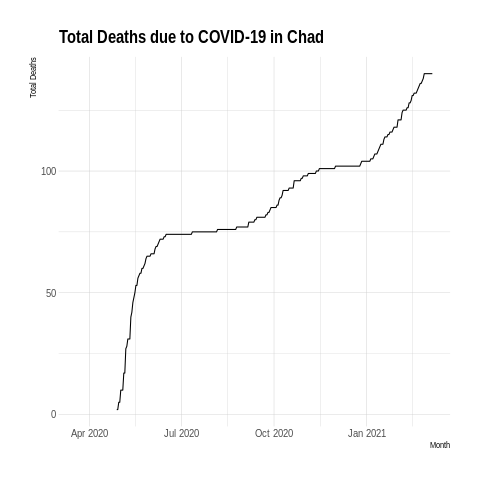 Total Deaths due to COVID-19 in Chad
Total Deaths
100
50
0
Apr 2020 Jul 2020 Oct 2020 Jan 2021
Month